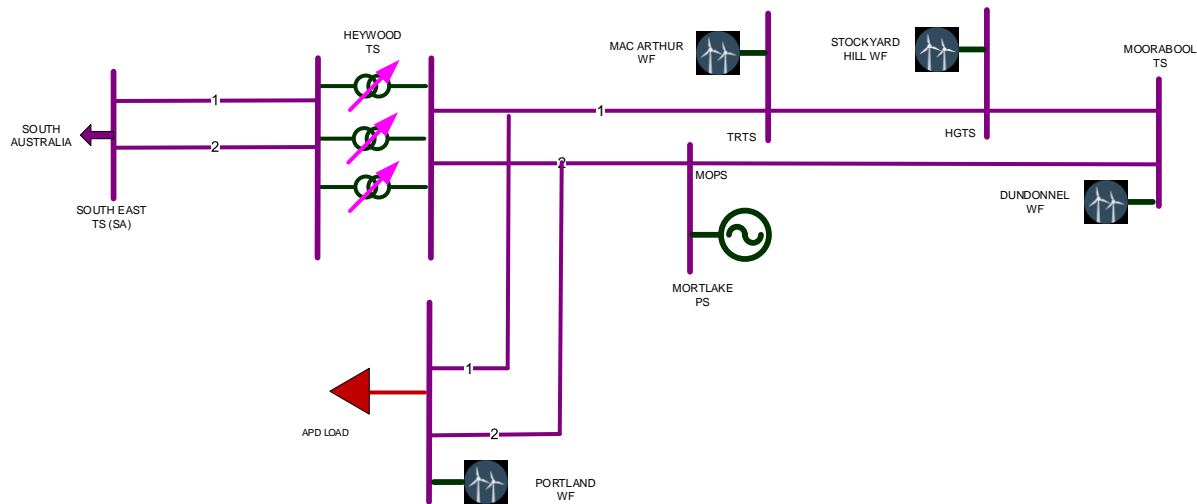 HEYWOOD
TS
MAC ARTHUR
WF
STOCKYARD
HILL WF
MOORABOOL
TS
1
1
SOUTH
AUSTRALIA
2
TRTS
HGTS
2
MOPS
SOUTH EAST
TS (SA)
DUNDONNEL
WF
MORTLAKE
PS
1
APD LOAD
2
PORTLAND
WF